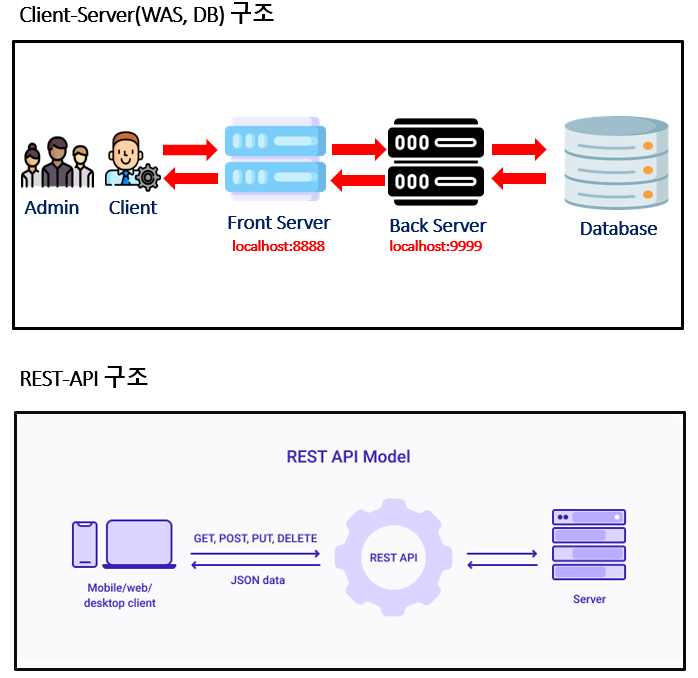 Client-Server(WAS, DB) 구조
Admin
Client
Front Server
localhost:8888
Back Server
localhost:9999
Database
REST-API 구조
REST API Model
GET, POST, PUT, DELETE
JSON data
REST API
Mobile/web/
desktop client
Server